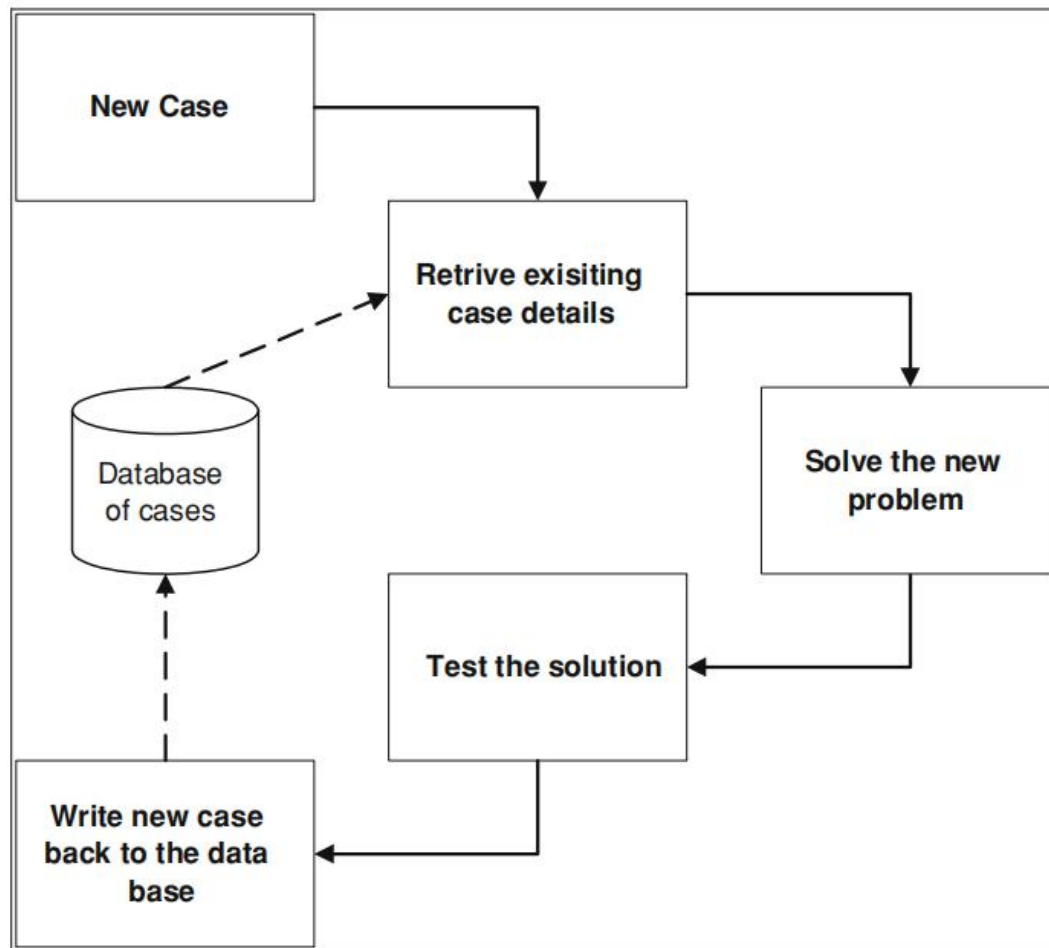 New Case
Retrive exisiting
case details
Solve the new
problem
Database
of cases
Test the solution
Write new case
back to the data
base